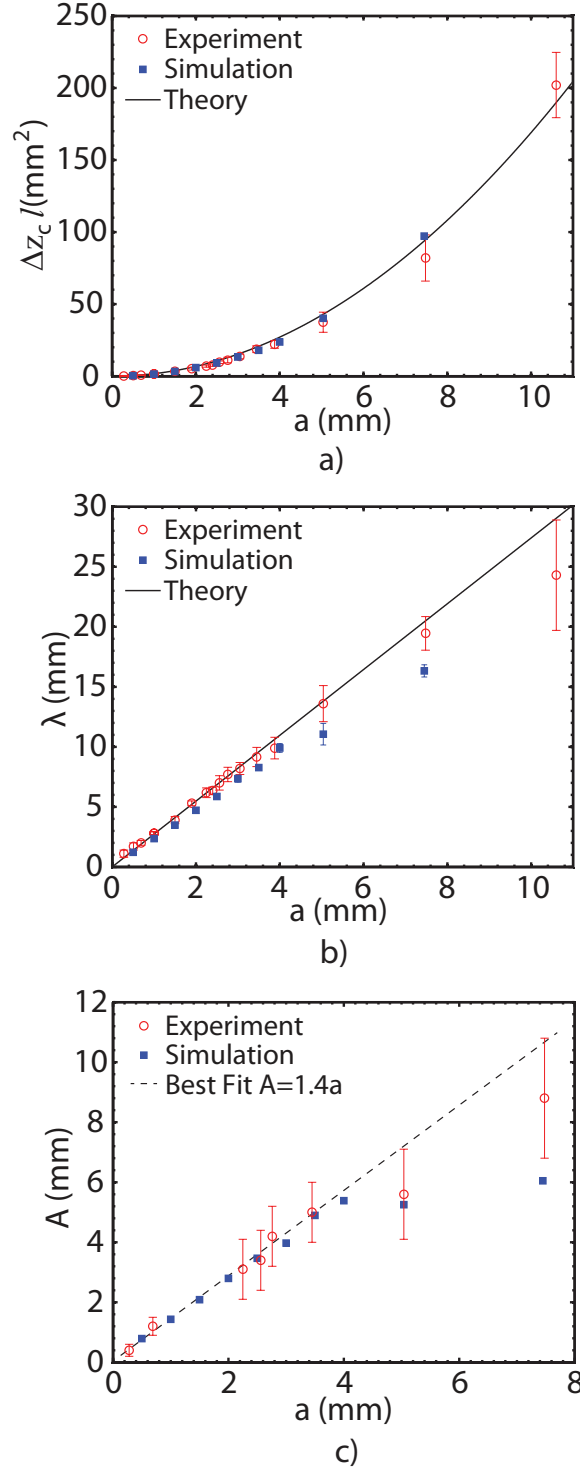 250
200
150
100
50
0
Δz_c l(mm²)
Experiment
Simulation
Theory
0 2 4 6 8 10
a (mm)
a)
30
25
20
15
10
5
0
λ (mm)
Experiment
Simulation
Theory
0 2 4 6 8 10
a (mm)
b)
12
10
8
6
4
2
0
A (mm)
Experiment
Simulation
Best Fit A=1.4a
0 2 4 6 8
a (mm)
c)